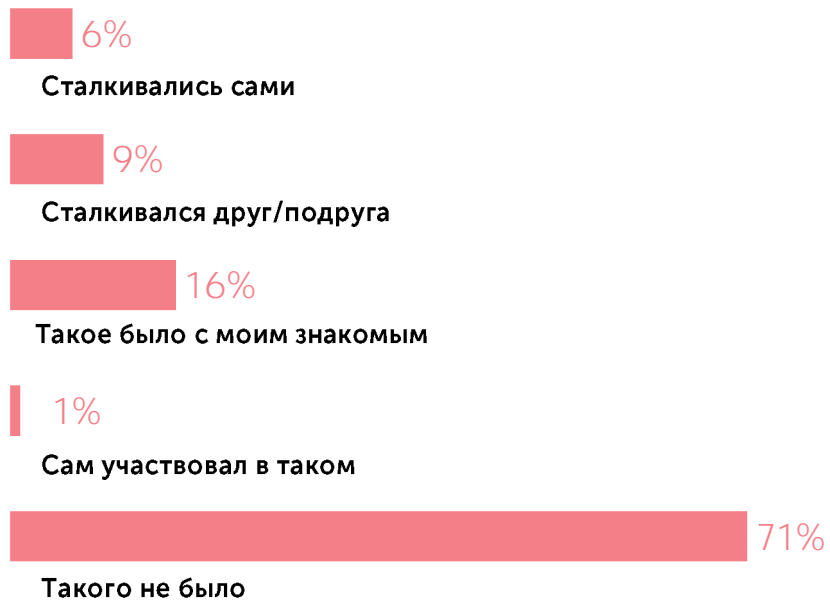 6%
Сталкивались сами
9%
Сталкивался друг/подруга
16%
Такое было с моим знакомым
1%
Сам участвовал в таком
71%
Такого не было